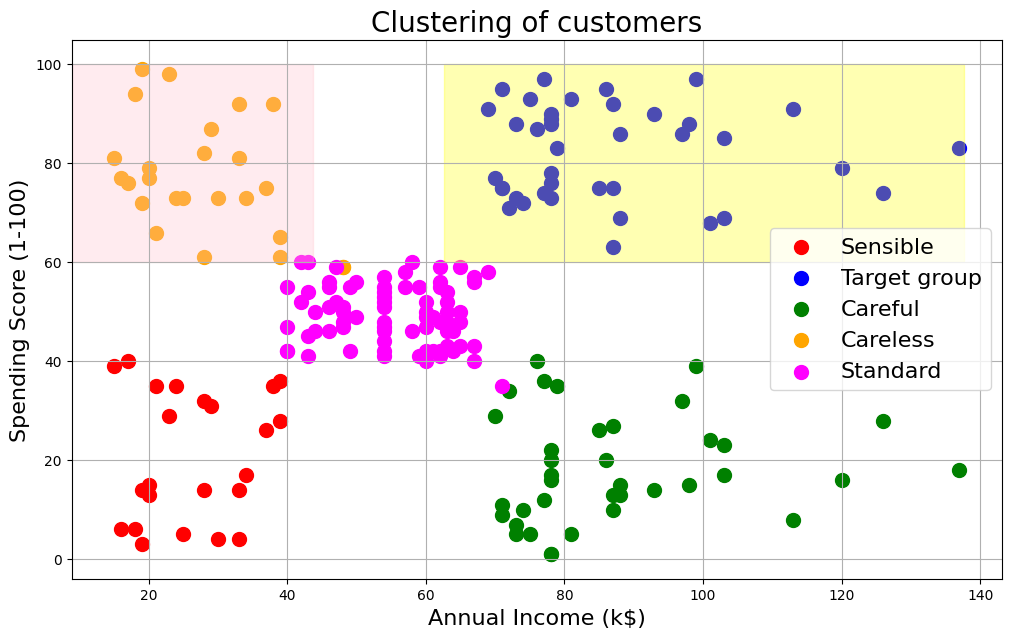 Clustering of customers
Spending Score (1-100)
100
80
60
40
20
0
Sensible
Target group
Careful
Careless
Standard
20 40 60 80 100 120 140
Annual Income (k$)